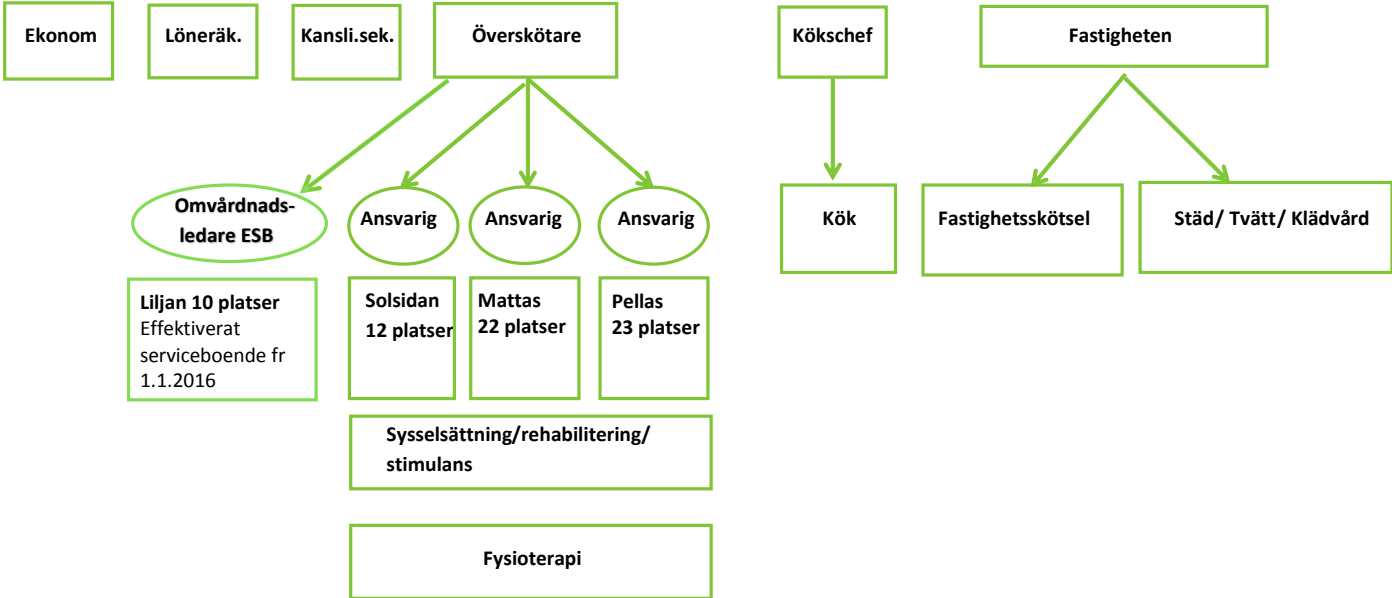 Ekonom
Löneräk.
Kansli.sek.
Överskötare
Kökschef
Fastigheten
Omvårdnads-
ledare ESB
Ansvarig
Ansvarig
Ansvarig
Kök
Fastighetsskötsel
Städ/ Tvätt/ Klädvård
Liljan 10 platser
Effektiverat
serviceboende fr
1.1.2016
Solsidan
12 platser
Mattas
22 platser
Pellas
23 platser
Sysselsättning/rehabilitering/
stimulans
Fysioterapi